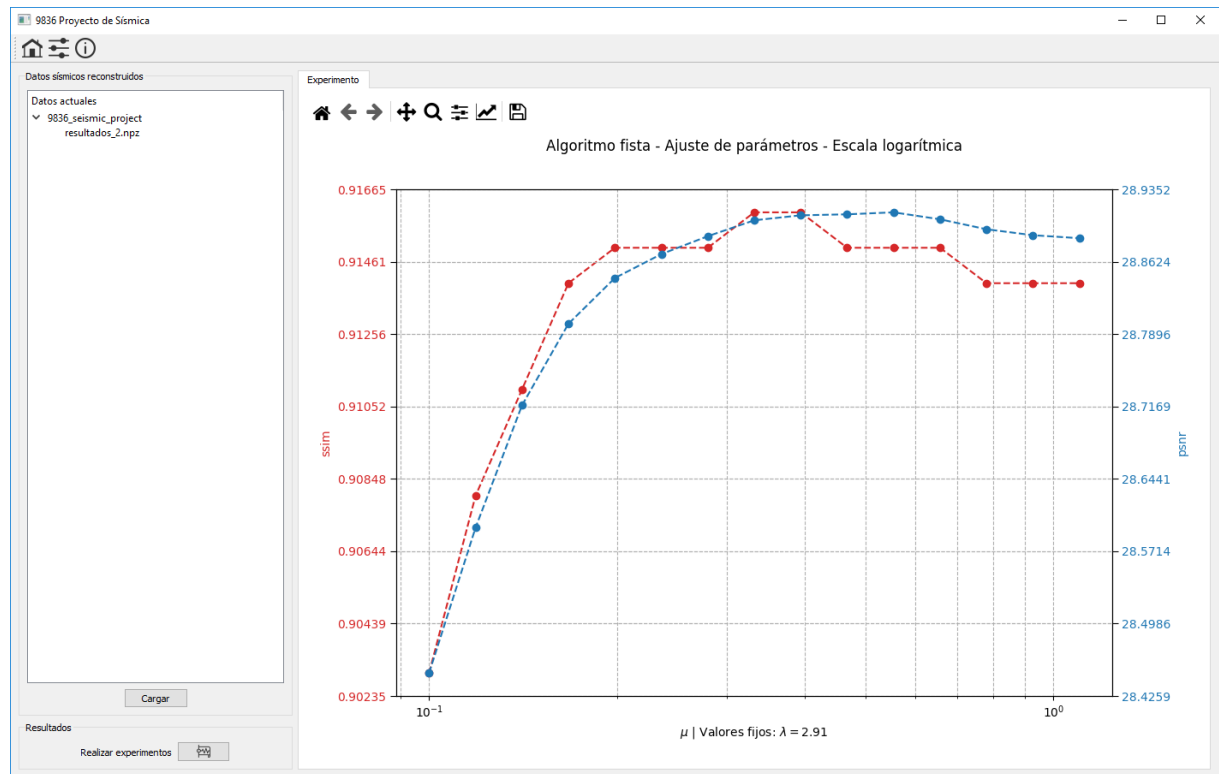 9836 Proyecto de Sísmica
Datos sísmicos reconstruidos
Datos actuales
9836_seismic_project
resultados_2.npz
Cargar
Resultados
Realizar experimentos
Experimento
Algoritmo fista - Ajuste de parámetros - Escala logarítmica
0.91665
0.91461
0.91256
0.91052
0.90848
0.90644
0.90439
0.90235
ssim
28.9352
28.8624
28.7896
28.7169
28.6441
28.5714
28.4986
28.4259
psnr
10⁻¹
10⁰
μ | Valores fijos: λ = 2.91